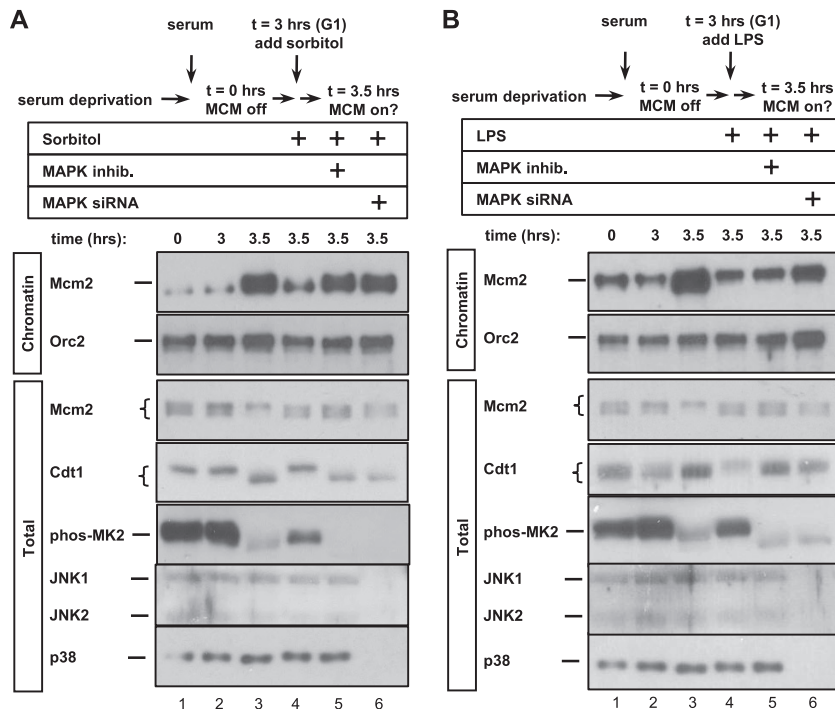 A
serum
t = 3 hrs (G1)
add sorbitol
serum deprivation
t = 0 hrs
MCM off
t = 3.5 hrs
MCM on?
Sorbitol + + +
MAPK inhib. +
MAPK siRNA +
time (hrs): 0 3 3.5 3.5 3.5 3.5
Chromatin
Mcm2
Orc2
Total
Mcm2
Cdt1
phos-MK2
JNK1
JNK2
p38
1 2 3 4 5 6
B
serum
t = 3 hrs (G1)
add LPS
serum deprivation
t = 0 hrs
MCM off
t = 3.5 hrs
MCM on?
LPS + + +
MAPK inhib. +
MAPK siRNA +
time (hrs): 0 3 3.5 3.5 3.5 3.5
Chromatin
Mcm2
Orc2
Total
Mcm2
Cdt1
phos-MK2
JNK1
JNK2
p38
1 2 3 4 5 6